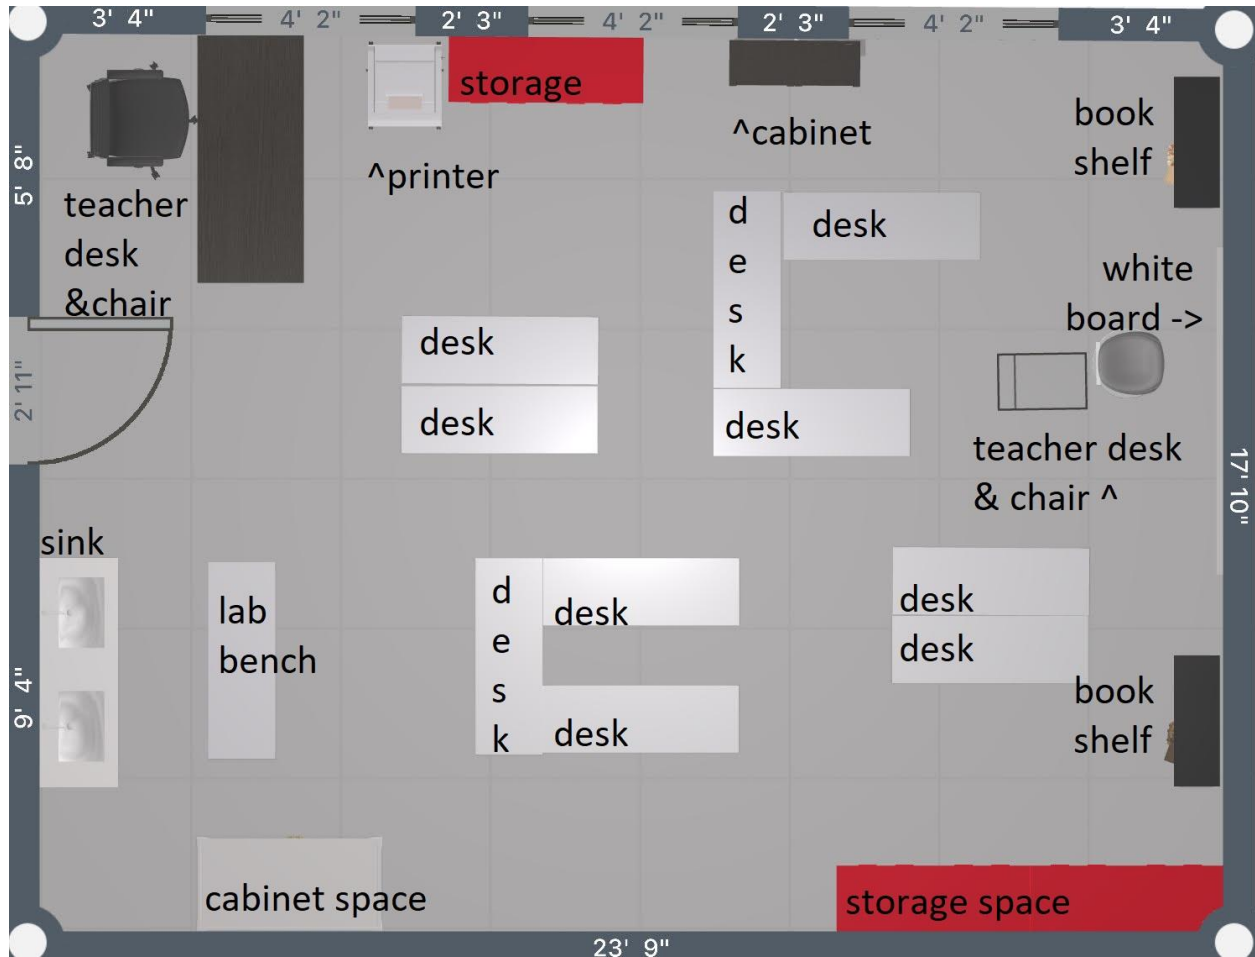 3' 4"
4' 2"
2' 3"
4' 2"
2' 3"
4' 2"
3' 4"
storage
^cabinet
book
shelf
5' 8"
^printer
teacher
desk
&chair
d
e
s
k
desk
white
board ->
desk
desk
desk
2' 11"
teacher desk
& chair ^
17' 10"
sink
lab
bench
d
e
s
k
desk
desk
desk
desk
9' 4"
book
shelf
cabinet space
storage space
23' 9"